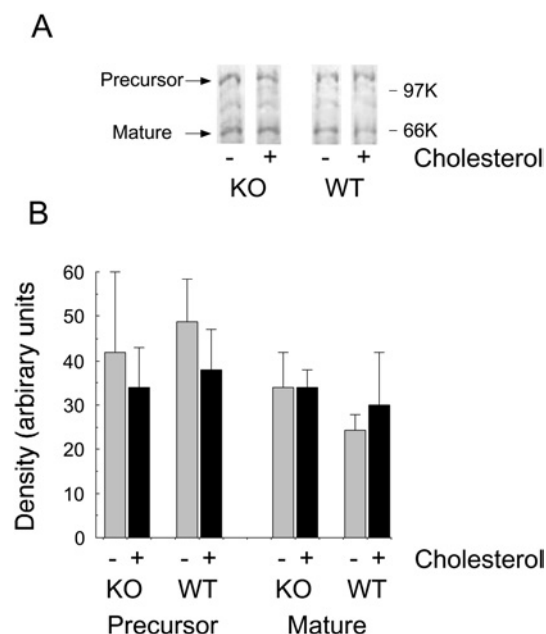 A
Precursor
- 97K
Mature
- 66K
- + - + Cholesterol
KO WT
B
Density (arbirary units
60
50
40
30
20
10
0
- + - + - + - + Cholesterol
KO WT KO WT
Precursor Mature